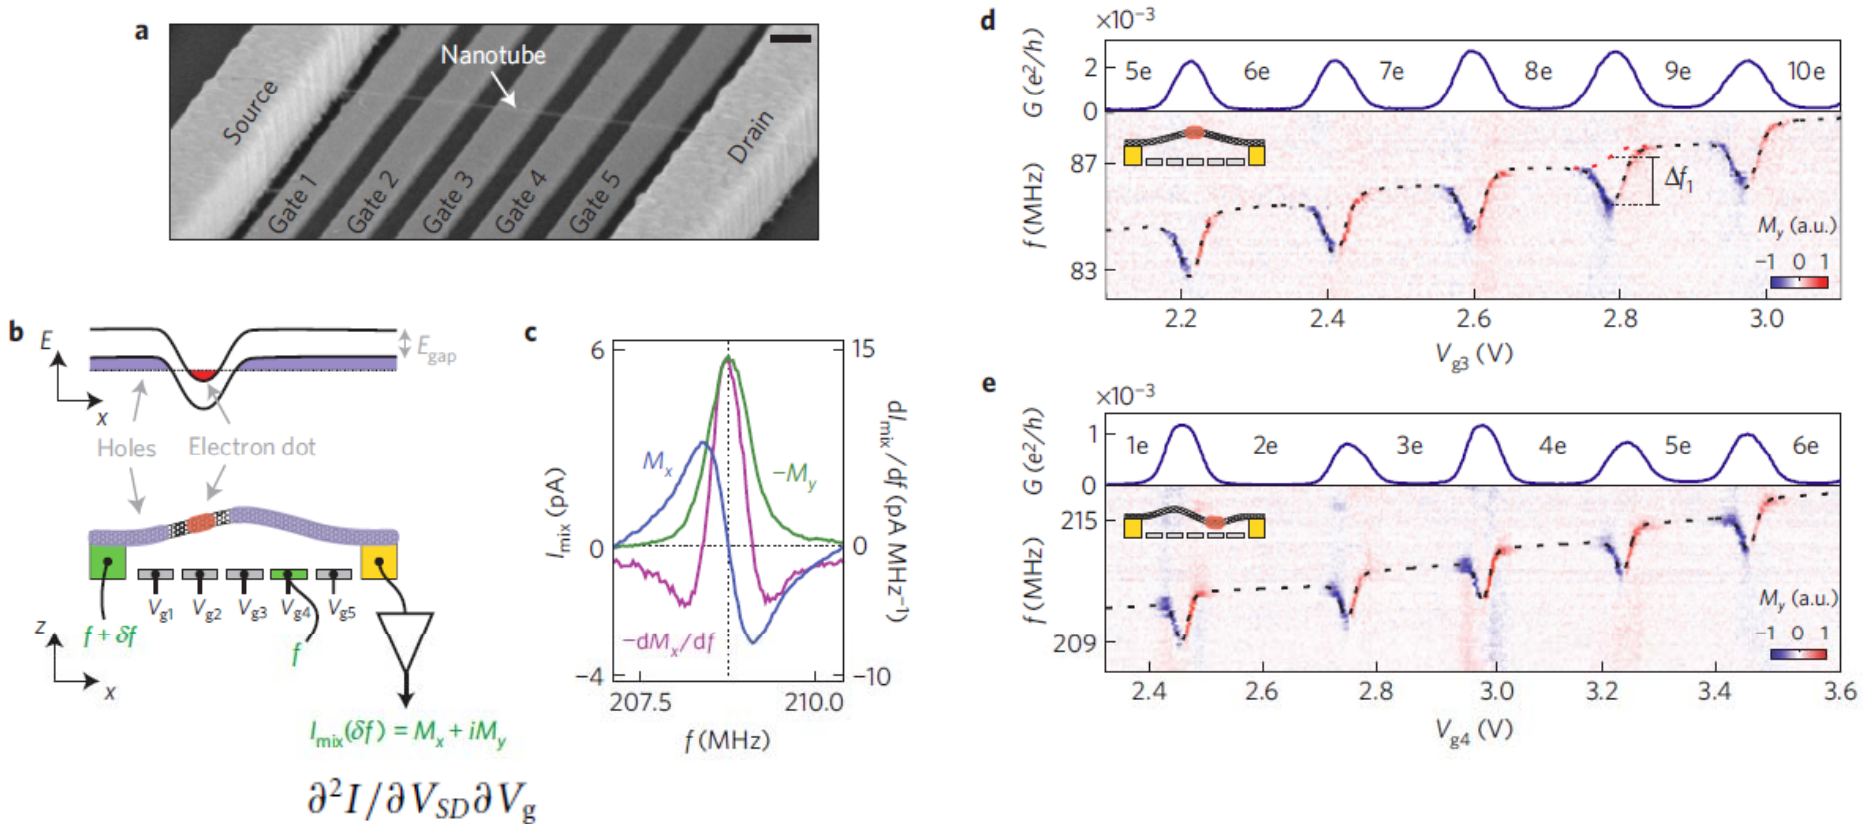 a
Source
Nanotube
Gate 1
Gate 2
Gate 3
Gate 4
Gate 5
Drain
b
E
E_gap
x
Holes
Electron dot
V_g1 V_g2 V_g3 V_g4 V_g5
z
x
f + δf
f
I_mix(δf) = M_x + iM_y
∂²I/∂V_SD∂V_g
c
6
0
−4
I_mix (pA)
15
0
−10
dI_mix/df (pA MHz⁻¹)
M_x
−M_y
−dM_x/df
207.5 210.0
f (MHz)
d
×10⁻³
G (e²/h)
2
0
5e 6e 7e 8e 9e 10e
f (MHz)
87
83
Δf₁
M_y (a.u.)
−1 0 1
2.2 2.4 2.6 2.8 3.0
V_g3 (V)
e
×10⁻³
G (e²/h)
1
0
1e 2e 3e 4e 5e 6e
f (MHz)
215
209
M_y (a.u.)
−1 0 1
2.4 2.6 2.8 3.0 3.2 3.4 3.6
V_g4 (V)